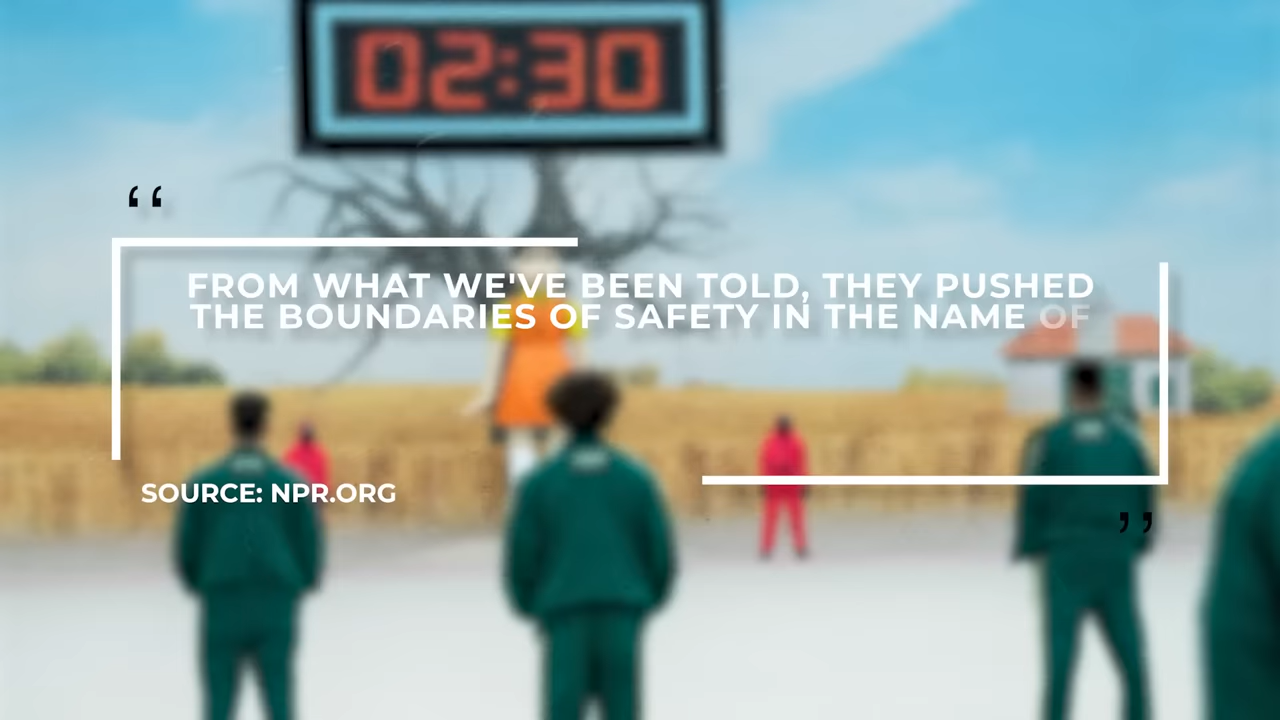 02:30
“
FROM WHAT WE'VE BEEN TOLD, THEY PUSHED
THE BOUNDARIES OF SAFETY IN THE NAME OF
SOURCE: NPR.ORG
”